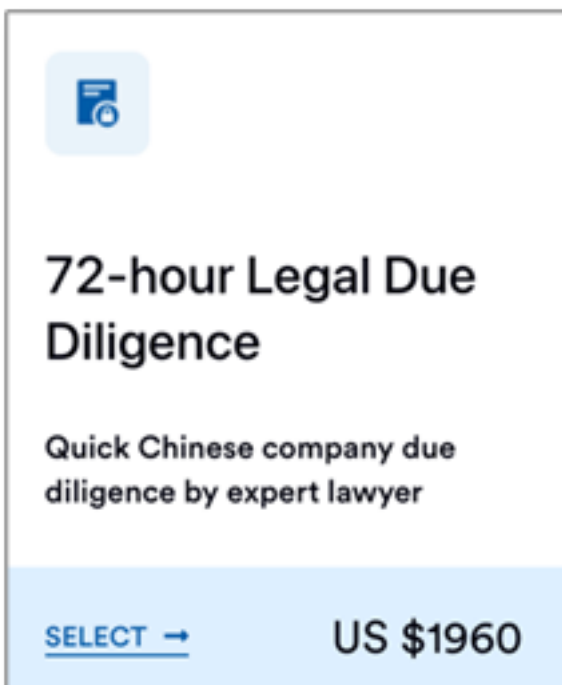 72-hour Legal Due
Diligence
Quick Chinese company due
diligence by expert lawyer
SELECT → US $1960